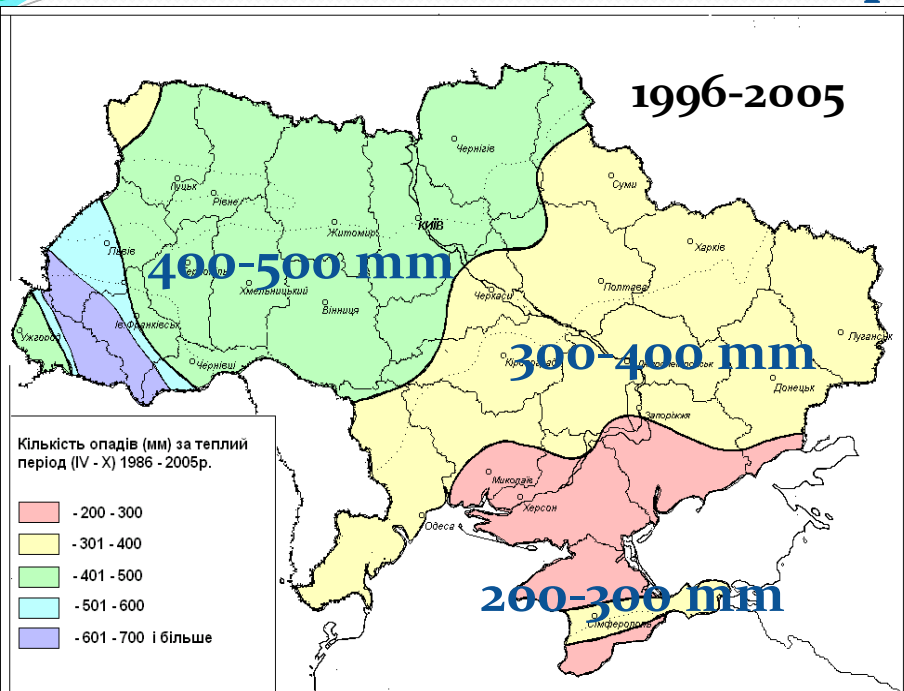 1996-2005
Чернігів
Суми
Луцьк
Рівне
КИЇВ
Житомир
Харків
Львів
400-500 mm
Хмельницький
Полтава
Черкаси
Вінниця
Ів.Франківськ
Ужгород
Луганськ
300-400 mm
Чернівці
Донецьк
Запоріжжя
Миколаїв
Херсон
Одеса
200-300 mm
Сімферополь
Кількість опадів (мм) за теплий
період (IV - X) 1986 - 2005р.
- 200 - 300
- 301 - 400
- 401 - 500
- 501 - 600
- 601 - 700 і більше